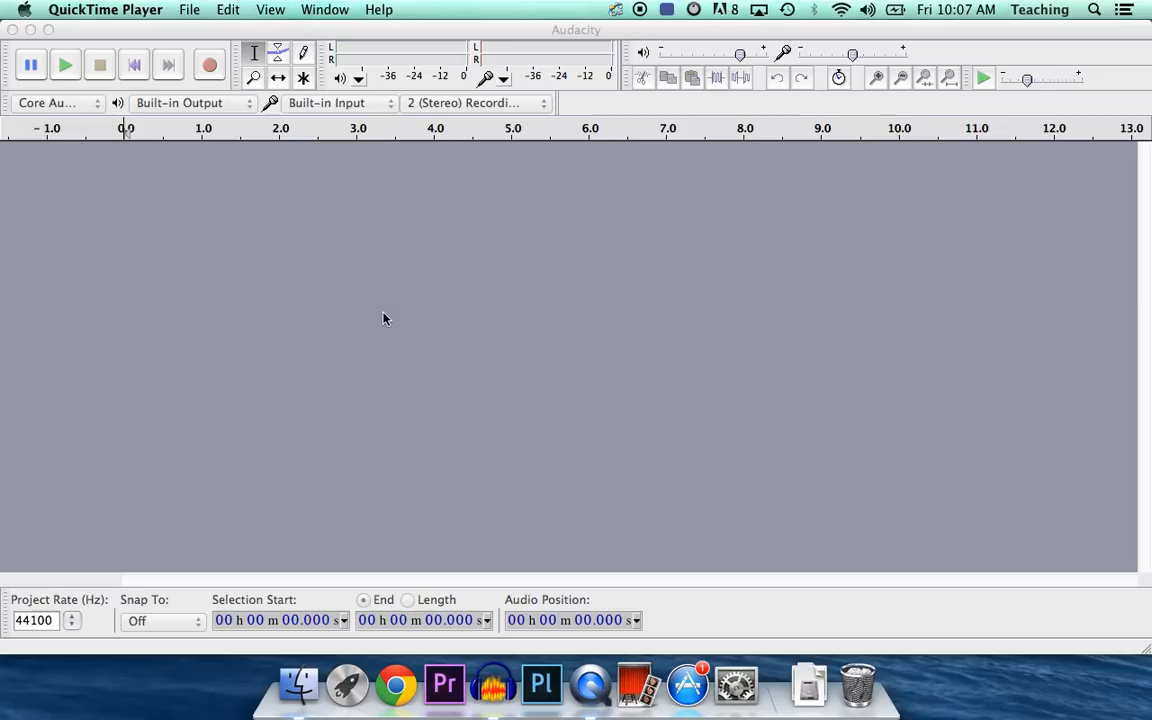 QuickTime Player File Edit View Window Help 8 Fri 10:07 AM Teaching
Audacity
L R -36 -24 -12 0 L R -36 -24 -12 0
Core Au... Built-in Output Built-in Input 2 (Stereo) Recordi...
- 1.0 0.0 1.0 2.0 3.0 4.0 5.0 6.0 7.0 8.0 9.0 10.0 11.0 12.0 13.0
Project Rate (Hz): Snap To: Selection Start: End Length Audio Position:
44100 Off 00 h 00 m 00.000 s 00 h 00 m 00.000 s 00 h 00 m 00.000 s
Pr Pl 1